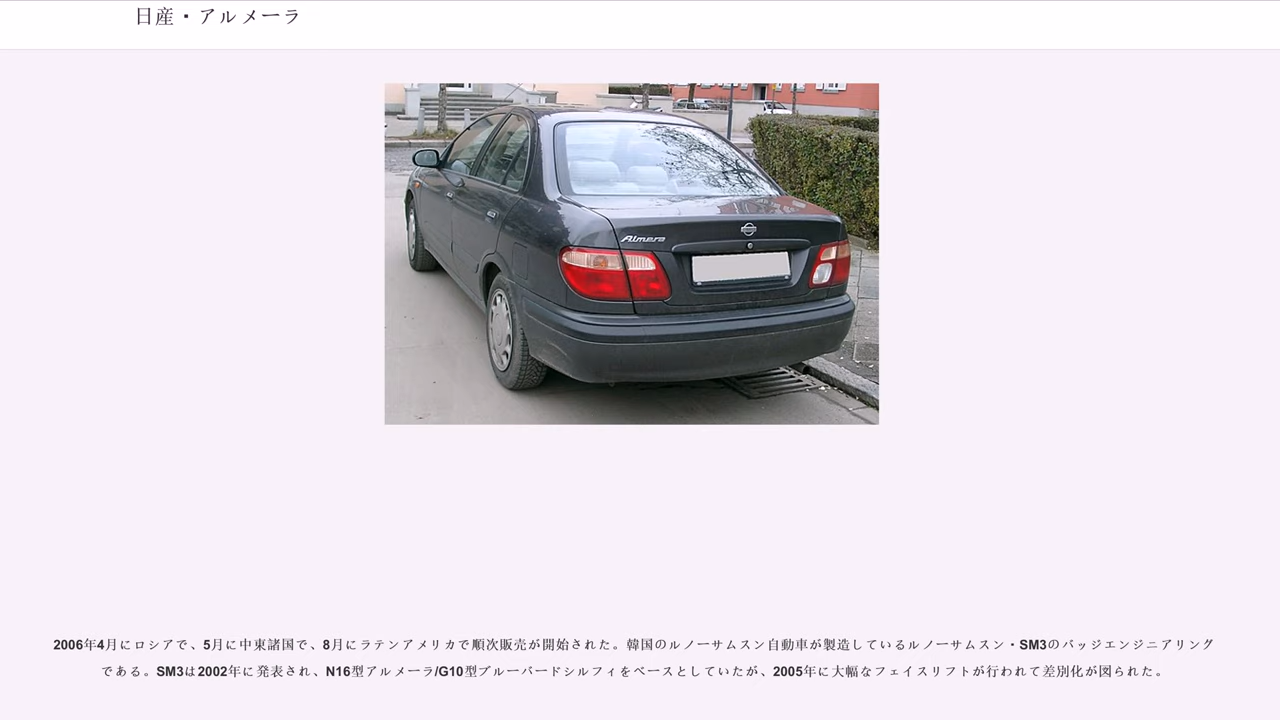 日産・アルメーラ
Almera
2006年4月にロシアで、5月に中東諸国で、8月にラテンアメリカで順次販売が開始された。韓国のルノーサムスン自動車が製造しているルノーサムスン・SM3のバッジエンジニアリング
である。SM3は2002年に発表され、N16型アルメーラ/G10型ブルーバードシルフィをベースとしていたが、2005年に大幅なフェイスリフトが行われて差別化が図られた。